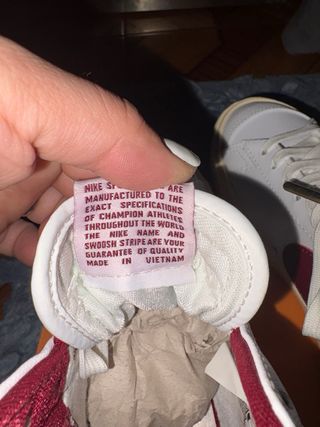 NIKE SP ARE
MANUFACTURED TO THE
EXACT SPECIFICATIONS
OF CHAMPION ATHLETES
THROUGHOUT THE WORLD
THE NIKE NAME AND
SWOOSH STRIPE ARE YOUR
GUARANTEE OF QUALITY
MADE IN VIETNAM